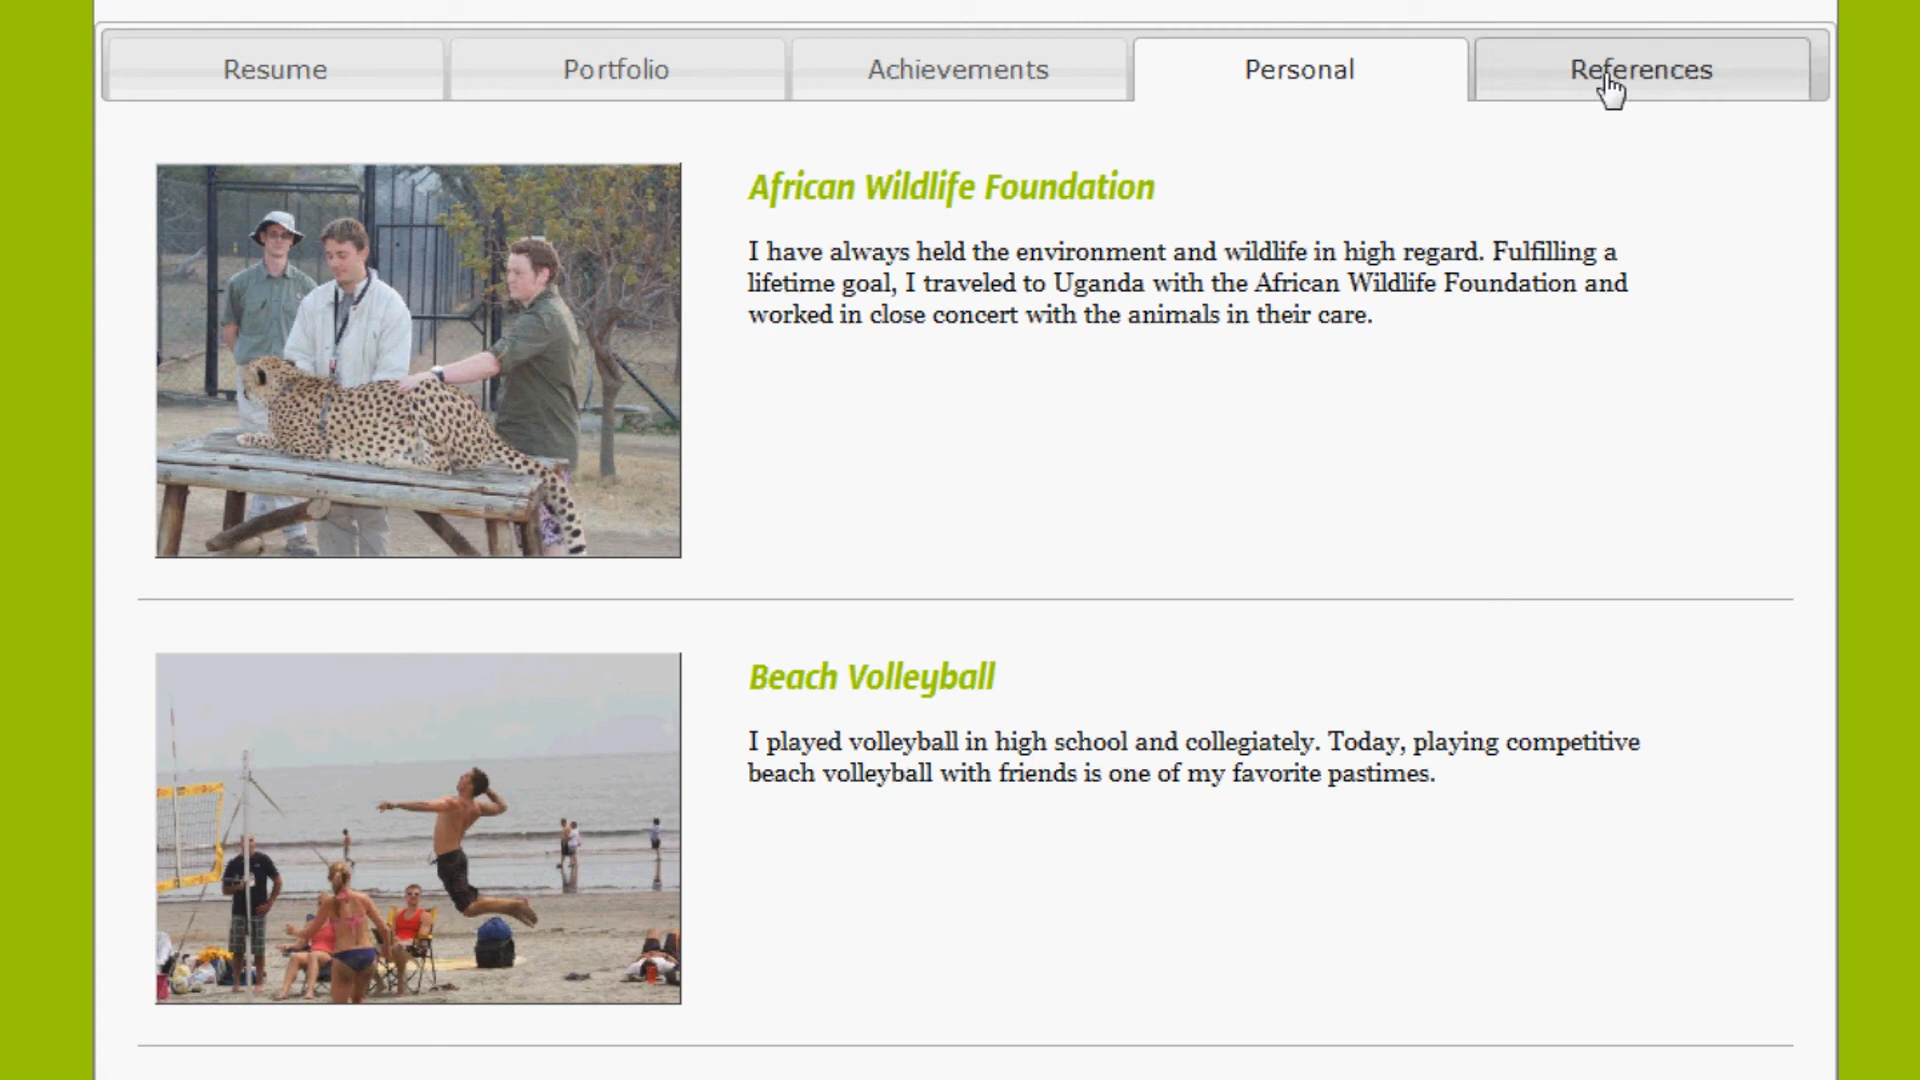 Resume
Portfolio
Achievements
Personal
References
African Wildlife Foundation
I have always held the environment and wildlife in high regard. Fulfilling a
lifetime goal, I traveled to Uganda with the African Wildlife Foundation and
worked in close concert with the animals in their care.
Beach Volleyball
I played volleyball in high school and collegiately. Today, playing competitive
beach volleyball with friends is one of my favorite pastimes.